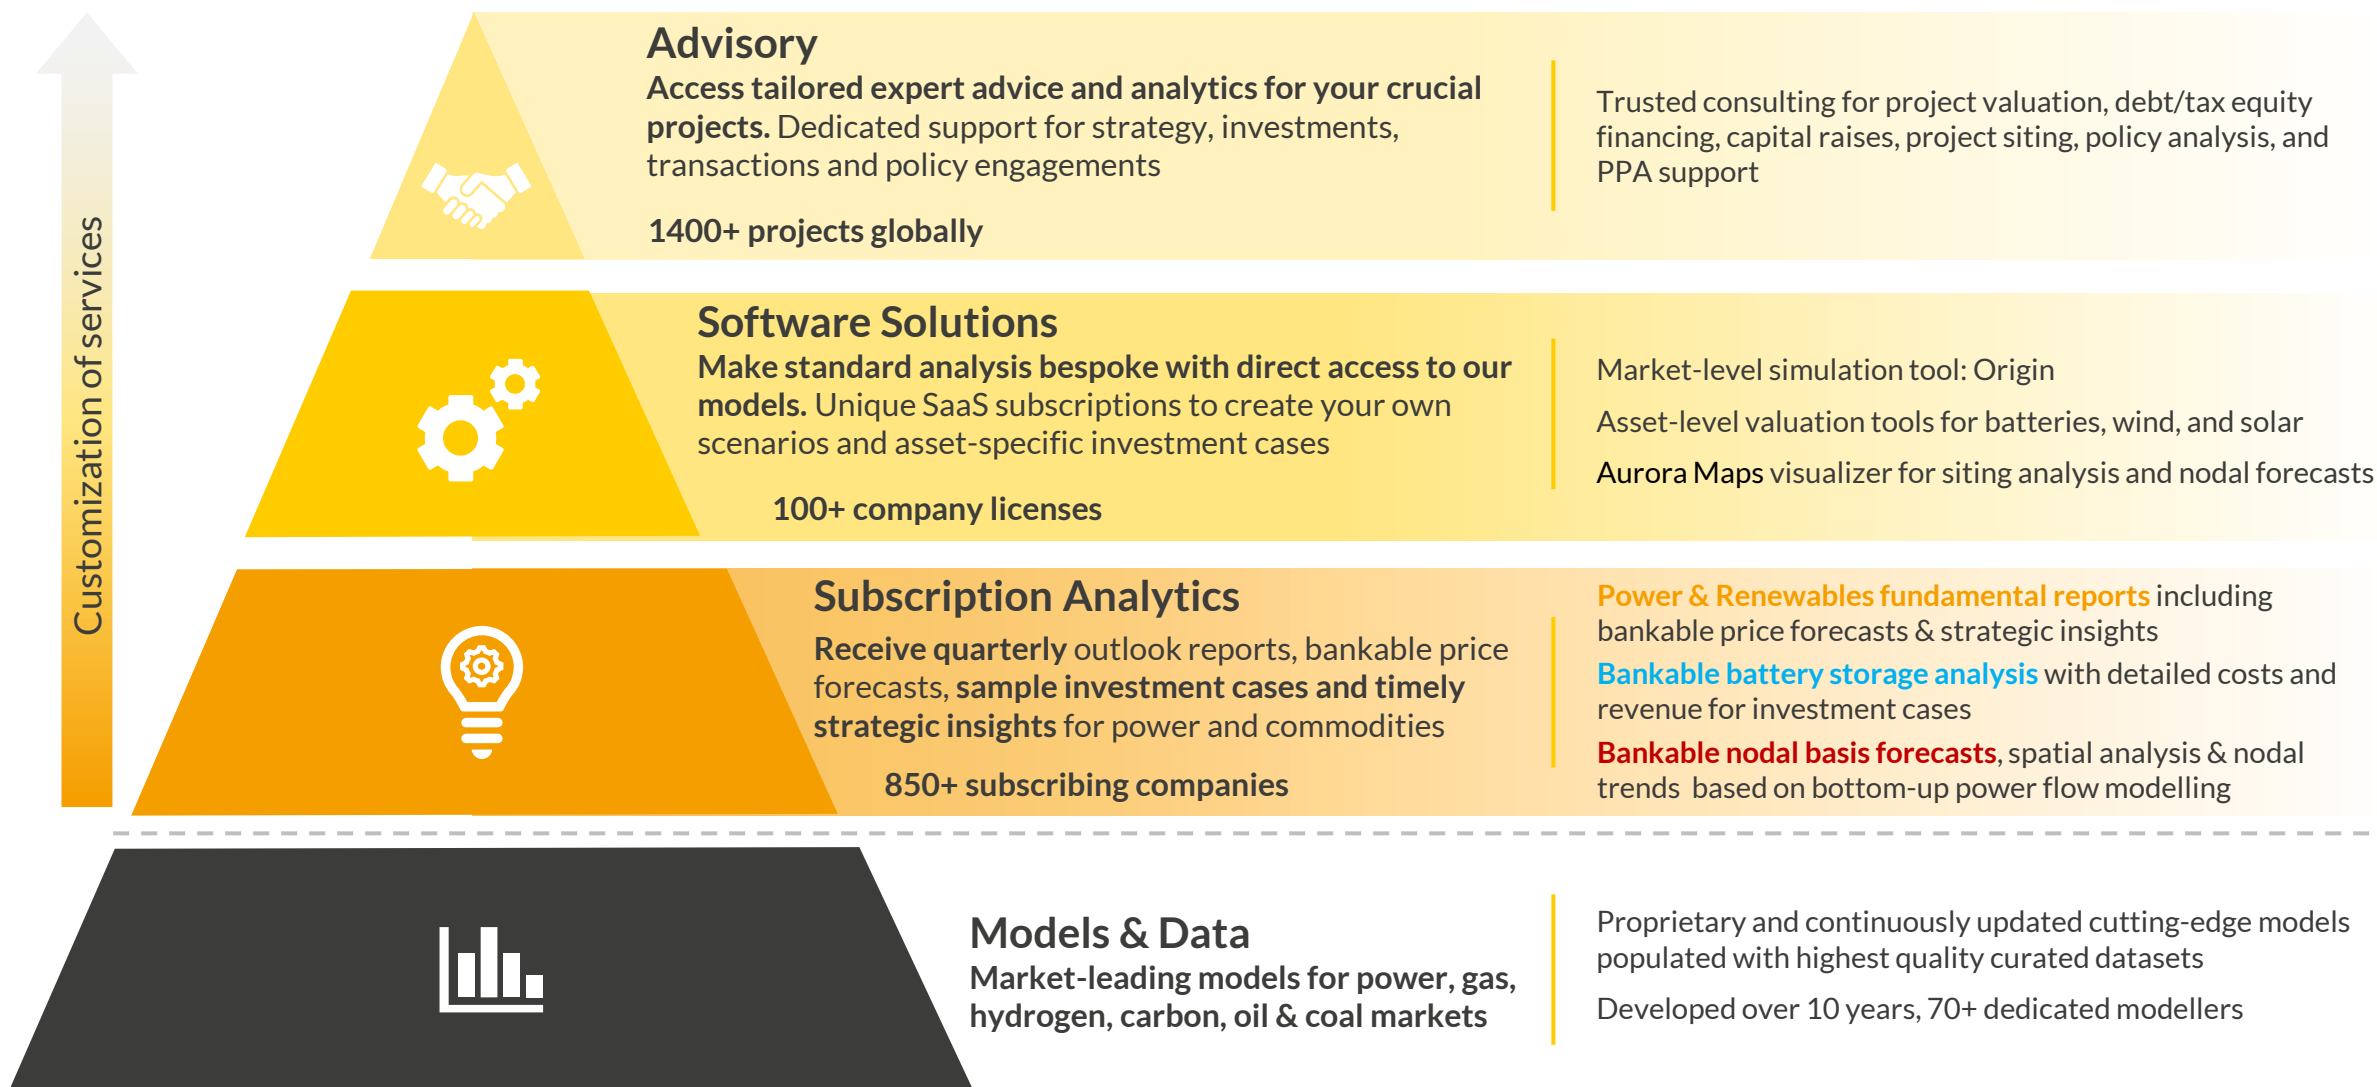 Customization of services
Advisory
Access tailored expert advice and analytics for your crucial
projects. Dedicated support for strategy, investments,
transactions and policy engagements
1400+ projects globally
Trusted consulting for project valuation, debt/tax equity
financing, capital raises, project siting, policy analysis, and
PPA support
Software Solutions
Make standard analysis bespoke with direct access to our
models. Unique SaaS subscriptions to create your own
scenarios and asset-specific investment cases
100+ company licenses
Market-level simulation tool: Origin
Asset-level valuation tools for batteries, wind, and solar
Aurora Maps visualizer for siting analysis and nodal forecasts
Subscription Analytics
Receive quarterly outlook reports, bankable price
forecasts, sample investment cases and timely
strategic insights for power and commodities
850+ subscribing companies
Power & Renewables fundamental reports including
bankable price forecasts & strategic insights
Bankable battery storage analysis with detailed costs and
revenue for investment cases
Bankable nodal basis forecasts, spatial analysis & nodal
trends based on bottom-up power flow modelling
Models & Data
Market-leading models for power, gas,
hydrogen, carbon, oil & coal markets
Proprietary and continuously updated cutting-edge models
populated with highest quality curated datasets
Developed over 10 years, 70+ dedicated modellers